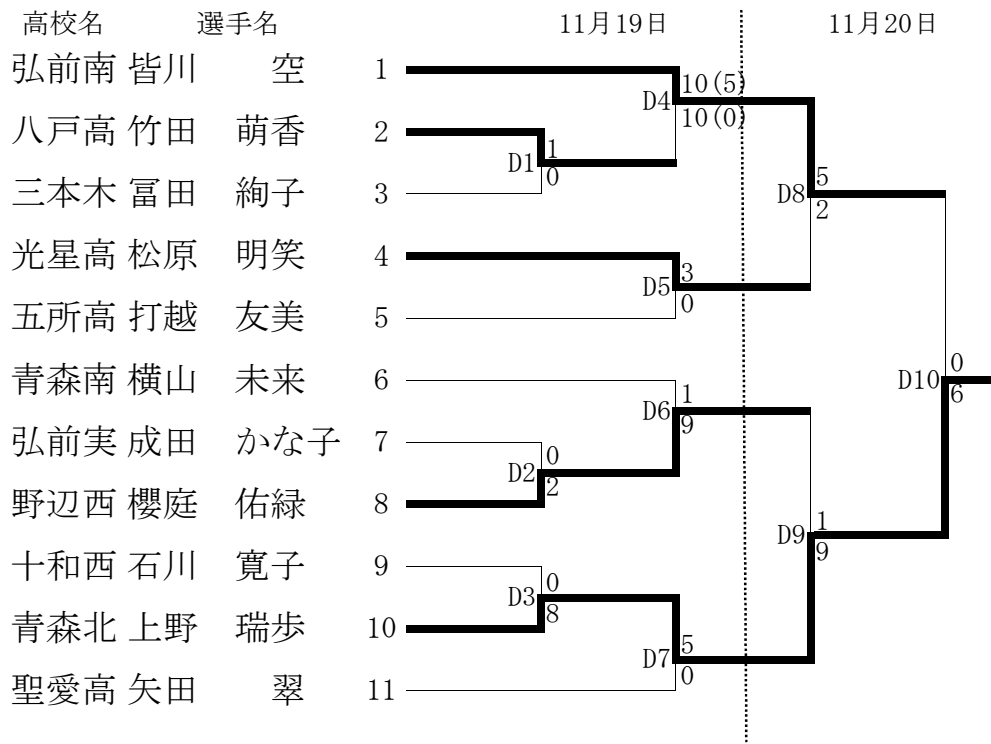 高校名 選手名 11月19日 11月20日
弘前南 皆川 空 1
10(5)
D4
10(0)
八戸高 竹田 萌香 2
1
D1
0
三本木 冨田 絢子 3
5
D8
2
光星高 松原 明笑 4
3
D5
0
五所高 打越 友美 5
青森南 横山 未来 6
0
D10
6
1
D6
9
弘前実 成田 かな子 7
0
D2
2
野辺西 櫻庭 佑緑 8
1
D9
9
十和西 石川 寛子 9
0
D3
8
青森北 上野 瑞歩 10
5
D7
0
聖愛高 矢田 翠 11